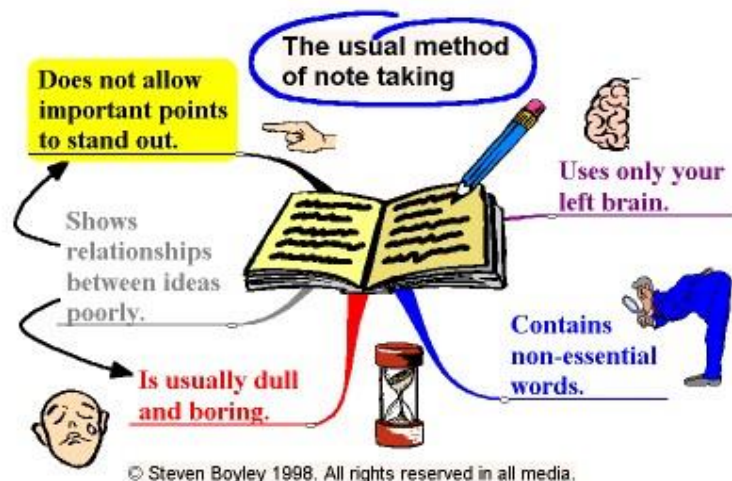 The usual method
of note taking
Does not allow
important points
to stand out.
Uses only your
left brain.
Shows
relationships
between ideas
poorly.
Contains
non-essential
words.
Is usually dull
and boring.
© Steven Boyley 1998. All rights reserved in all media.